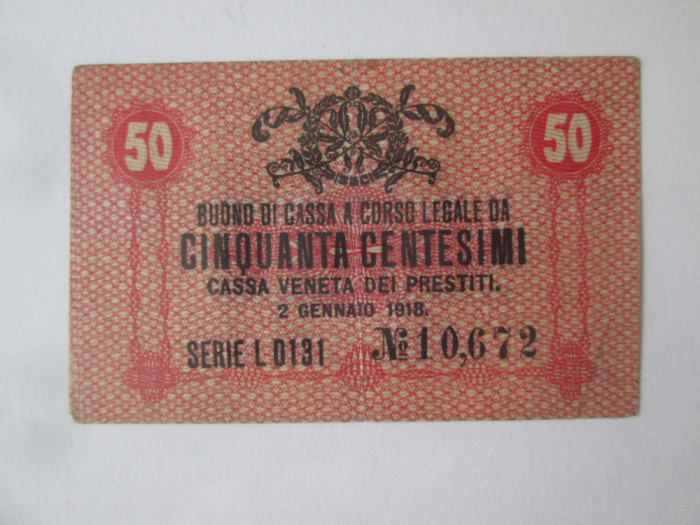 50 50
BUONO DI CASSA A CORSO LEGALE DA
CINQUANTA CENTESIMI
CASSA VENETA DEI PRESTITI.
2 GENNAIO 1918.
SERIE L 0131 № 10,672